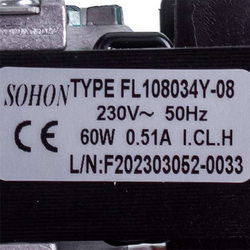 SOHON TYPE FL108034Y-08
230V~ 50Hz
CE 60W 0.51A I.CL.H
L/N:F202303052-0033